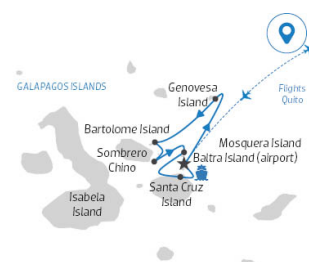 Genovesa
Island
GALAPAGOS ISLANDS
Flights
Quito
Bartolome Island
Mosquera Island
Sombrero
Chino
Baltra Island (airport)
Santa Cruz
Island
Isabela
Island